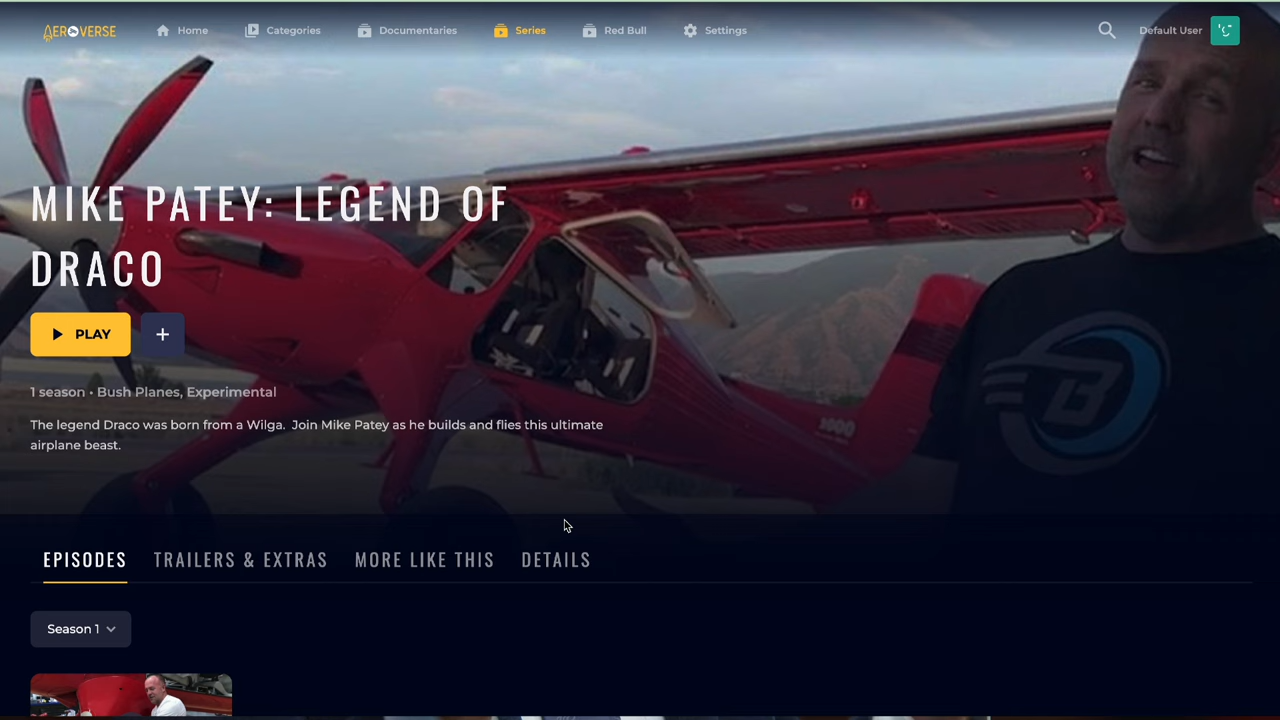 AEROVERSE
Home
Categories
Documentaries
Series
Red Bull
Settings
Default User
MIKE PATEY: LEGEND OF
DRACO
PLAY
1 season • Bush Planes, Experimental
The legend Draco was born from a Wilga.  Join Mike Patey as he builds and flies this ultimate
airplane beast.
B
EPISODES
TRAILERS & EXTRAS
MORE LIKE THIS
DETAILS
Season 1